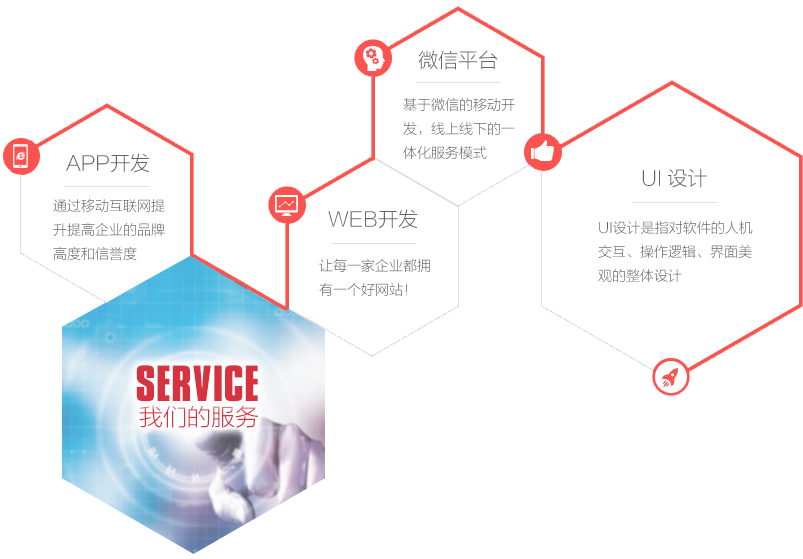 微信平台
基于微信的移动开
发，线上线下的一
体化服务模式
APP开发
通过移动互联网提
升提高企业的品牌
高度和信誉度
WEB开发
让每一家企业都拥
有一个好网站！
UI 设计
UI设计是指对软件的人机
交互、操作逻辑、界面美
观的整体设计
SERVICE
我们的服务